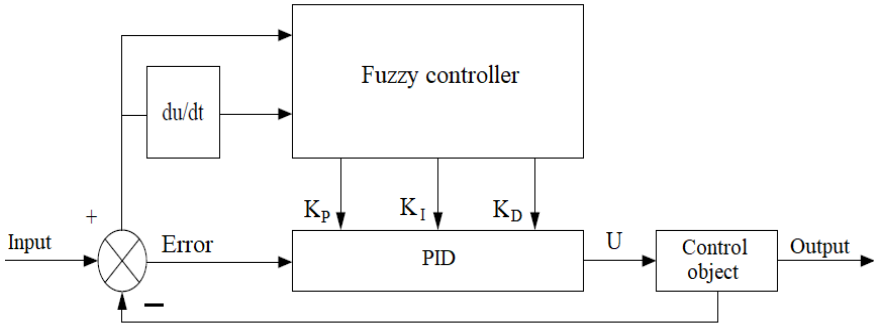 Fuzzy controller
du/dt
K_P
K_I
K_D
+
Input
Error
PID
U
Control
object
Output
−